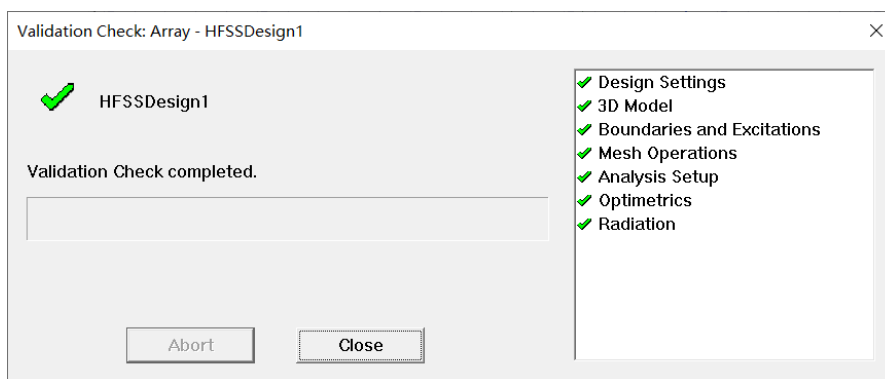 Validation Check: Array - HFSSDesign1
HFSSDesign1
Validation Check completed.
Abort
Close
Design Settings
3D Model
Boundaries and Excitations
Mesh Operations
Analysis Setup
Optimetrics
Radiation